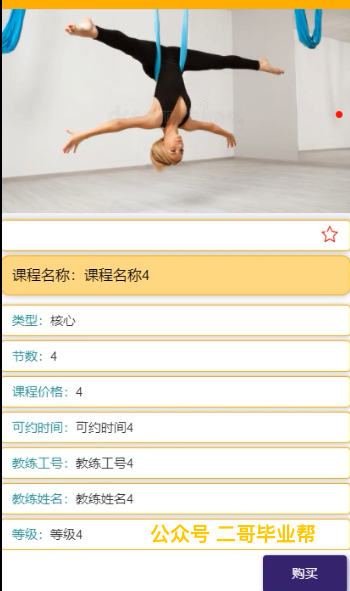 课程名称：课程名称4
类型：核心
节数：4
课程价格：4
可约时间：可约时间4
教练工号：教练工号4
教练姓名：教练姓名4
等级：等级4
公众号 二哥毕业帮
购买